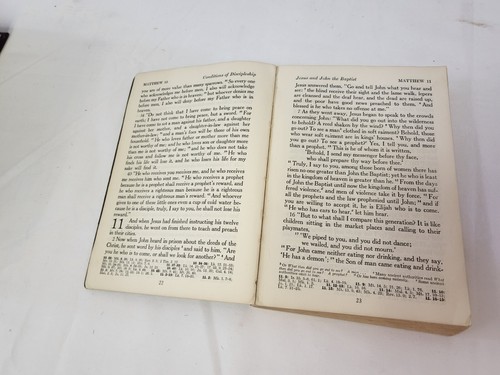 MATTHEW 10 Conditions of Discipleship
you are of more value than many sparrows. 32 So every one
who acknowledges me before men, I also will acknowledge
before my Father who is in heaven; 33 but whoever denies me
before men, I also will deny before my Father who is in
heaven.
34 "Do not think that I have come to bring peace on
earth; I have not come to bring peace, but a sword. 35 For
I have come to set a man against his father, and a daughter
against her mother, and a daughter-in-law against her
mother-in-law; 36 and a man's foes will be those of his own
household. 37 He who loves father or mother more than me
is not worthy of me; and he who loves son or daughter more
than me is not worthy of me; 38 and he who does not take
his cross and follow me is not worthy of me. 39 He who
finds his life will lose it, and he who loses his life for my
sake will find it.
40 "He who receives you receives me, and he who receives
me receives him who sent me. 41 He who receives a prophet
because he is a prophet shall receive a prophet's reward, and
he who receives a righteous man because he is a righteous
man shall receive a righteous man's reward. 42 And whoever
gives to one of these little ones even a cup of cold water be-
cause he is a disciple, truly, I say to you, he shall not lose his
reward."
11 And when Jesus had finished instructing his twelve
disciples, he went on from there to teach and preach
in their cities.
2 Now when John heard in prison about the deeds of the
Christ, he sent word by his disciples 3 and said to him, "Are
you he who is to come, or shall we look for another?" 4 And
22
Jesus and John the Baptist MATTHEW 11
Jesus answered them, "Go and tell John what you hear and
see: 5 the blind receive their sight and the lame walk, lepers
are cleansed and the deaf hear, and the dead are raised up,
and the poor have good news preached to them. 6 And
blessed is he who takes no offense at me."
7 As they went away, Jesus began to speak to the crowds
concerning John: "What did you go out into the wilderness
to behold? A reed shaken by the wind? 8 Why then did you
go out? To see a man clothed in soft raiment? Behold, those
who wear soft raiment are in kings' houses. 9 Why then did
you go out? To see a prophet? Yes, I tell you, and more
than a prophet. 10 This is he of whom it is written,
'Behold, I send my messenger before thy face,
who shall prepare thy way before thee.'
11 Truly, I say to you, among those born of women there has
risen no one greater than John the Baptist; yet he who is least
in the kingdom of heaven is greater than he. 12 From the days
of John the Baptist until now the kingdom of heaven has suf-
fered violence, and men of violence take it by force. 13 For all
the prophets and the law prophesied until John; 14 and if
you are willing to accept it, he is Elijah who is to come.
15 He who has ears to hear, let him hear.
16 "But to what shall I compare this generation? It is like
children sitting in the market places and calling to their
playmates,
17 'We piped to you, and you did not dance;
we wailed, and you did not mourn.'
18 For John came neither eating nor drinking, and they say,
'He has a demon'; 19 the Son of man came eating and drink-
23